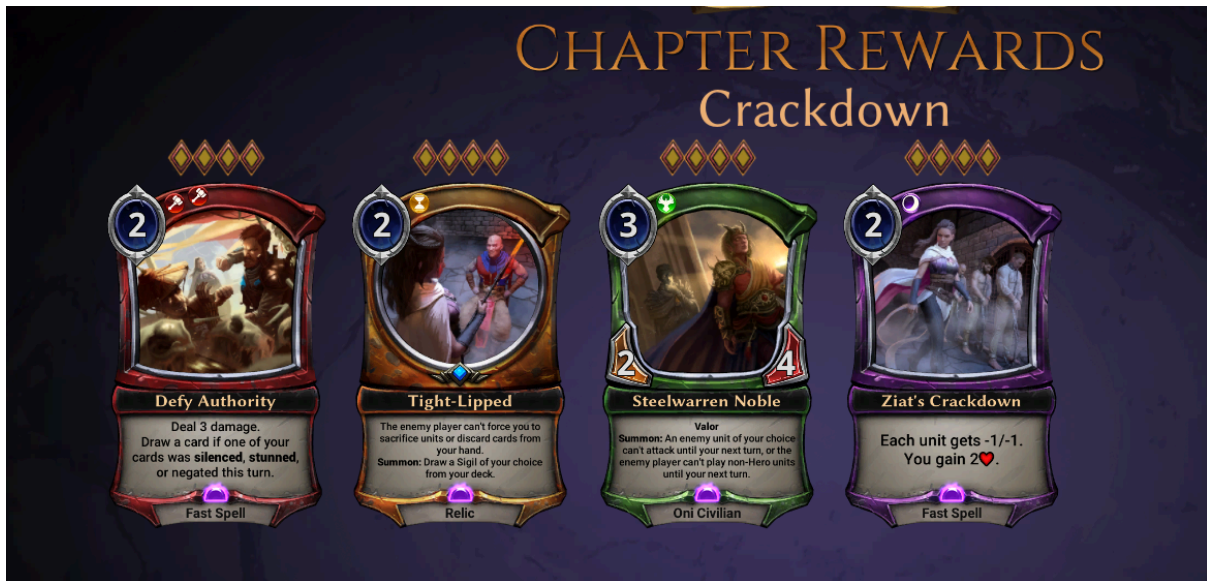 CHAPTER REWARDS
Crackdown
2
Defy Authority
Deal 3 damage.
Draw a card if one of your
cards was silenced, stunned,
or negated this turn.
Fast Spell
2
Tight-Lipped
The enemy player can't force you to
sacrifice units or discard cards from
your hand.
Summon: Draw a Sigil of your choice
from your deck.
Relic
3
2
4
Steelwarren Noble
Valor
Summon: An enemy unit of your choice
can't attack until your next turn, or the
enemy player can't play non-Hero units
until your next turn.
Oni Civilian
2
Ziat's Crackdown
Each unit gets -1/-1.
You gain 2❤.
Fast Spell